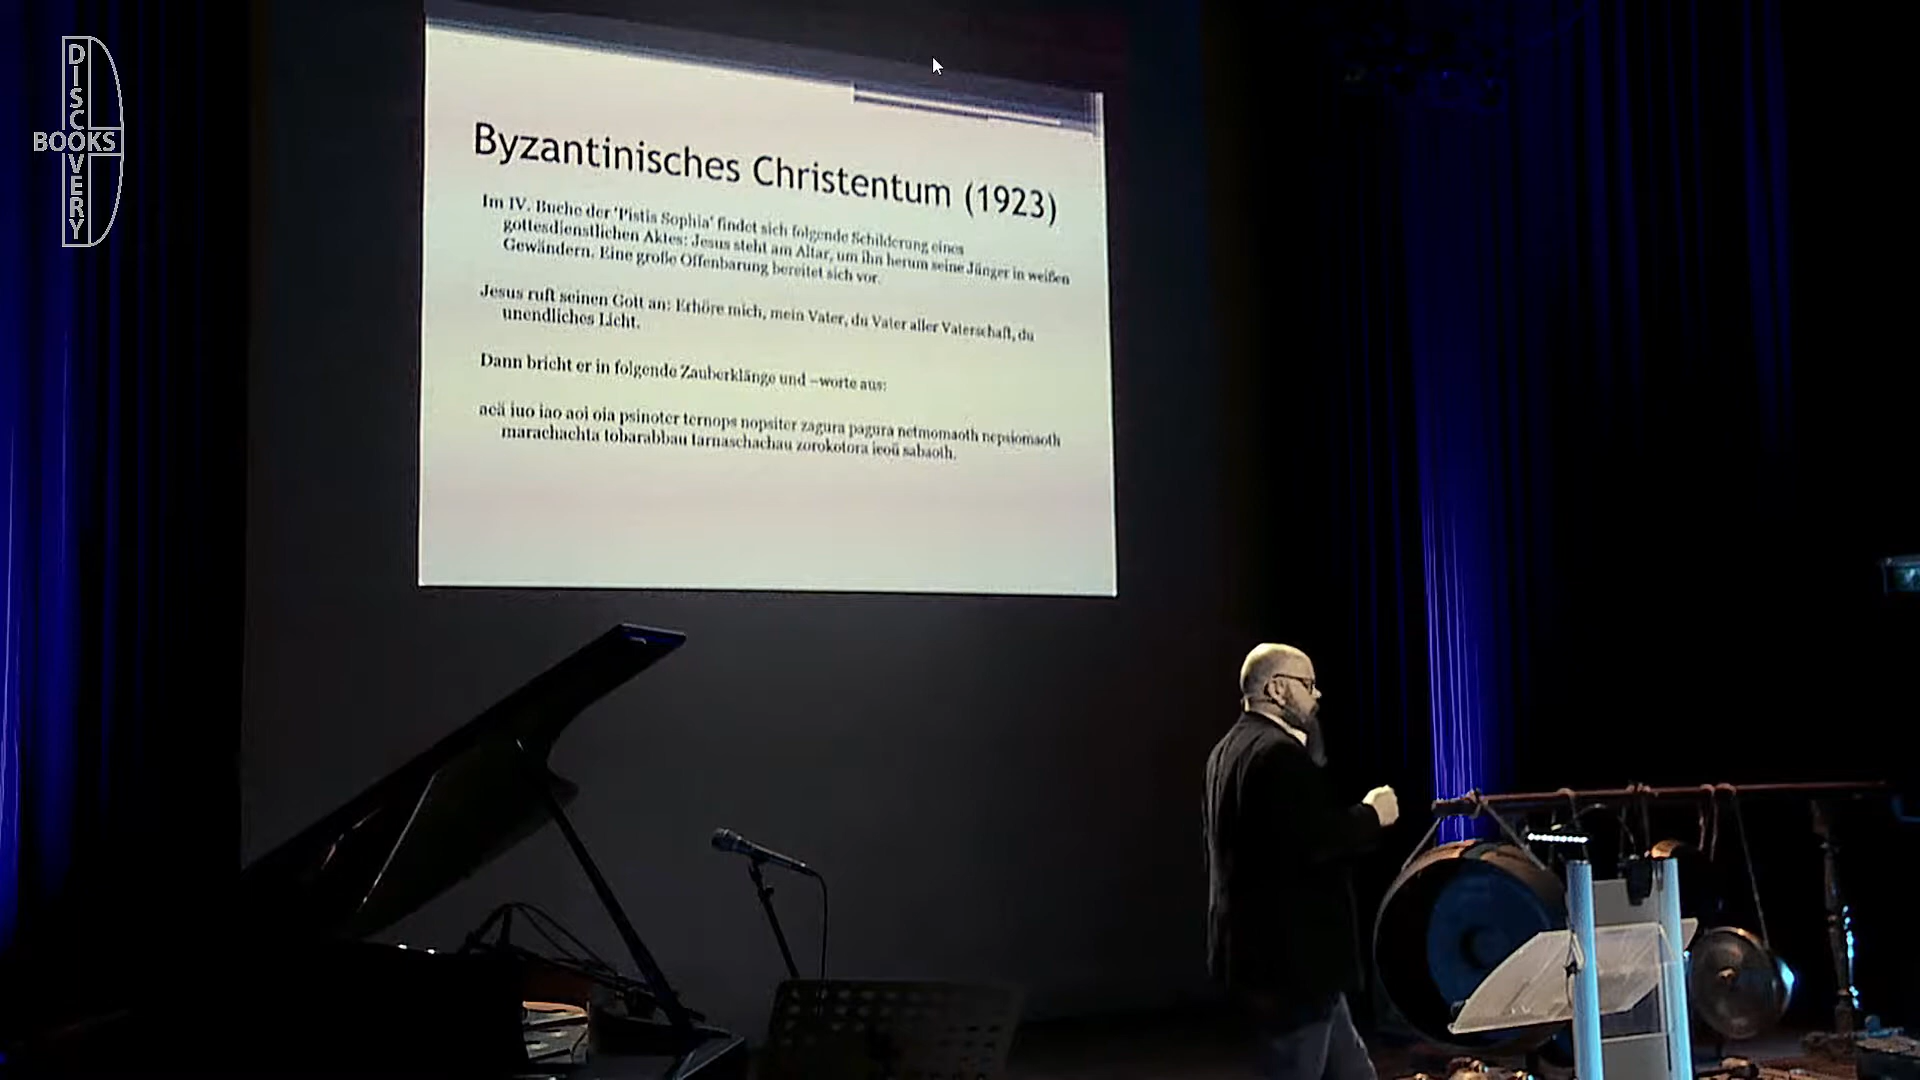 DISCOVERY
BOOKS
Byzantinisches Christentum (1923)
Im IV. Buche der 'Pistis Sophia' findet sich folgende Schilderung eines
gottesdienstlichen Aktes: Jesus steht am Altar, um ihn herum seine Jünger in weißen
Gewändern. Eine große Offenbarung bereitet sich vor.
Jesus ruft seinen Gott an: Erhöre mich, mein Vater, du Vater aller Vaterschaft, du
unendliches Licht.
Dann bricht er in folgende Zauberklänge und –worte aus:
aeä iuo iao aoi oia psinoter ternops nopsiter zagura pagura netmomaoth nepsiomaoth
marachachta tobarabbau tarnaschachau zorokotora ieoü sabaoth.